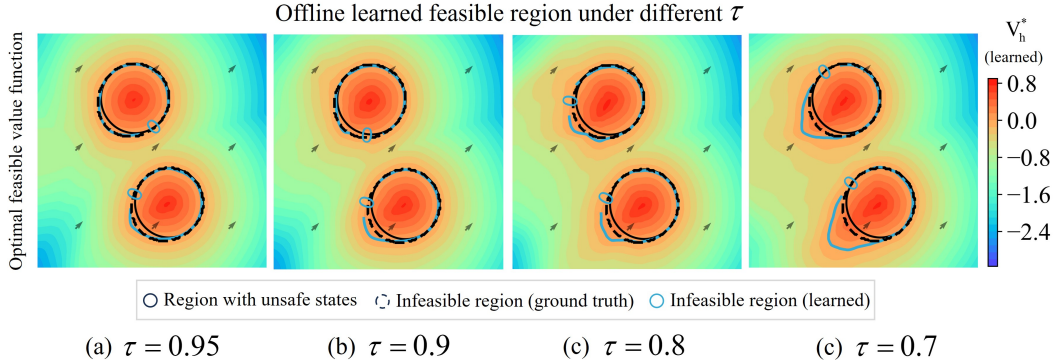 Offline learned feasible region under different τ
Optimal feasible value function
V*h
(learned)
0.8
0.0
−0.8
−1.6
−2.4
Region with unsafe states
Infeasible region (ground truth)
Infeasible region (learned)
(a) τ = 0.95
(b) τ = 0.9
(c) τ = 0.8
(c) τ = 0.7